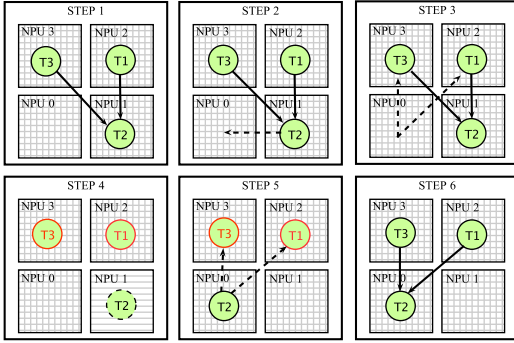 STEP 1
NPU 3
NPU 2
T3
T1
NPU 0
NPU 1
T2
STEP 2
NPU 3
NPU 2
T3
T1
NPU 0
NPU 1
T2
STEP 3
NPU 3
NPU 2
T3
T1
NPU 0
NPU 1
T2
STEP 4
NPU 3
NPU 2
T3
T1
NPU 0
NPU 1
T2
STEP 5
NPU 3
NPU 2
T3
T1
NPU 0
NPU 1
T2
STEP 6
NPU 3
NPU 2
T3
T1
NPU 0
NPU 1
T2